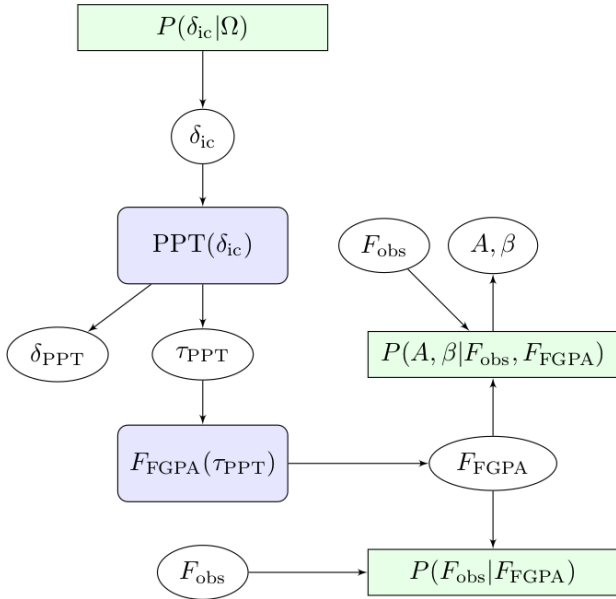 P(δ_ic|Ω)
δ_ic
PPT(δ_ic)
F_obs
A, β
δ_PPT
τ_PPT
P(A, β|F_obs, F_FGPA)
F_FGPA(τ_PPT)
F_FGPA
F_obs
P(F_obs|F_FGPA)